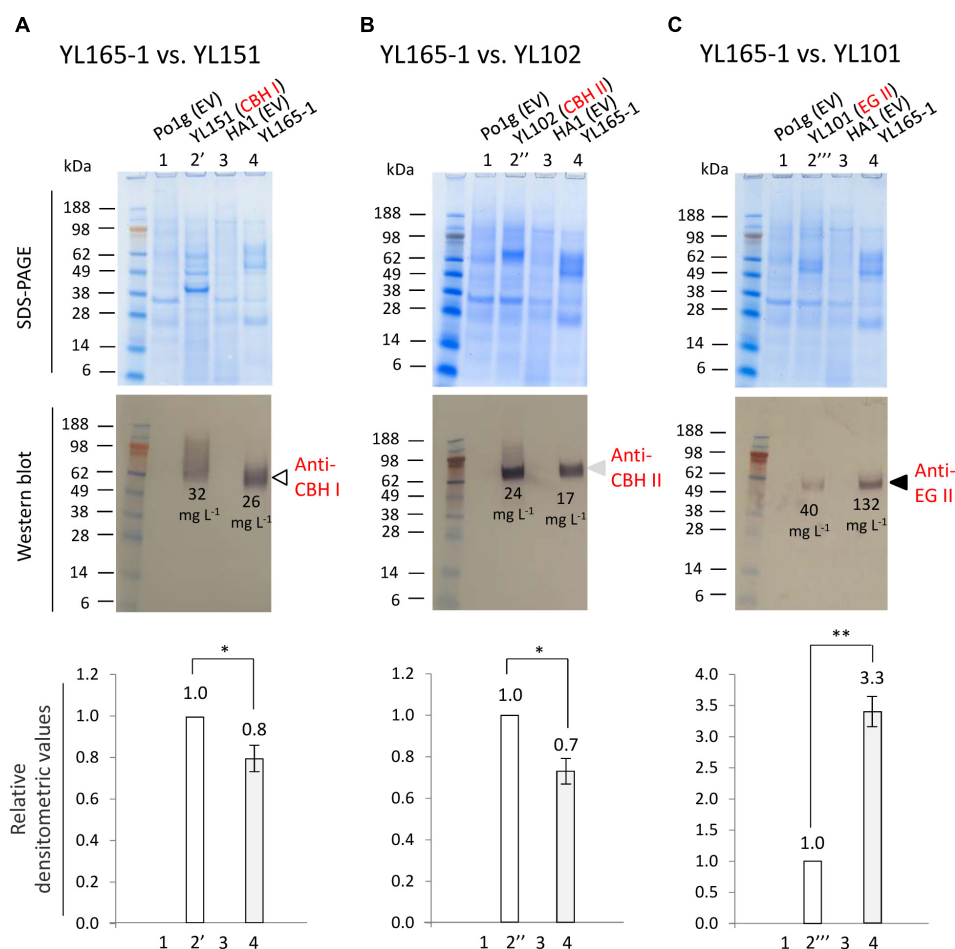 A
YL165-1 vs. YL151
Po1g (EV)
YL151 (CBH I)
HA1 (EV)
YL165-1
kDa
1 2′ 3 4
SDS-PAGE
188
98
62
49
38
28
14
6
Western blot
188
98
62
49
38
28
14
6
32
mg L-1
26
mg L-1
Anti-
CBH I
Relative
densitometric values
1.2
1.0
0.8
0.6
0.4
0.2
0.0
1.0
*
0.8
1 2′ 3 4
B
YL165-1 vs. YL102
Po1g (EV)
YL102 (CBH II)
HA1 (EV)
YL165-1
kDa
1 2′′ 3 4
188
98
62
49
38
28
14
6
188
98
62
49
38
28
14
6
24
mg L-1
17
mg L-1
Anti-
CBH II
1.2
1.0
0.8
0.6
0.4
0.2
0.0
1.0
*
0.7
1 2′′ 3 4
C
YL165-1 vs. YL101
Po1g (EV)
YL101 (EG II)
HA1 (EV)
YL165-1
kDa
1 2′′′ 3 4
188
98
62
49
38
28
14
6
188
98
62
49
38
28
14
6
40
mg L-1
132
mg L-1
Anti-
EG II
4.0
3.5
3.0
2.5
2.0
1.5
1.0
0.5
0.0
1.0
**
3.3
1 2′′′ 3 4